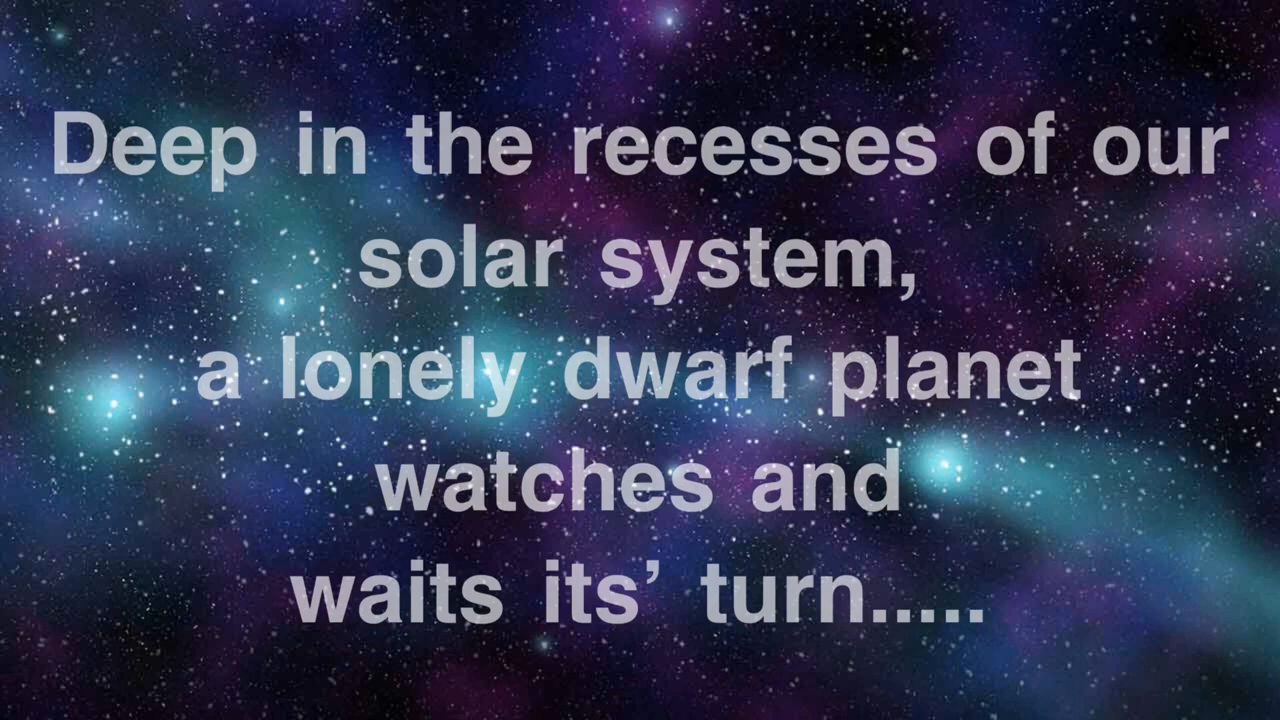 Deep in the recesses of our
solar system,
a lonely dwarf planet
watches and
waits its’ turn.....